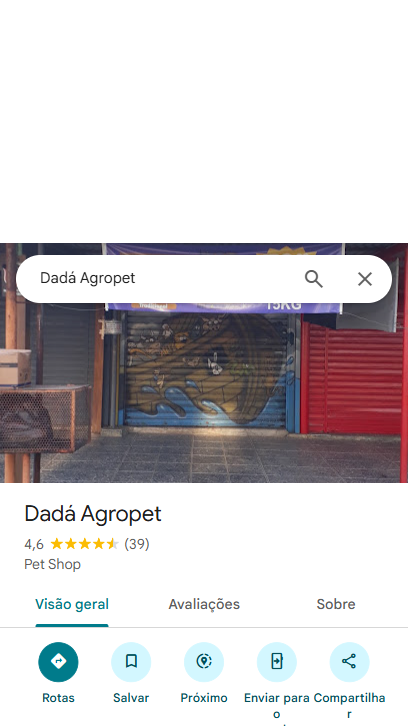 Dadá Agropet
15KG
Dadá Agropet
4,6 (39)
Pet Shop
Visão geral Avaliações Sobre
Rotas Salvar Próximo Enviar para o Compartilhar